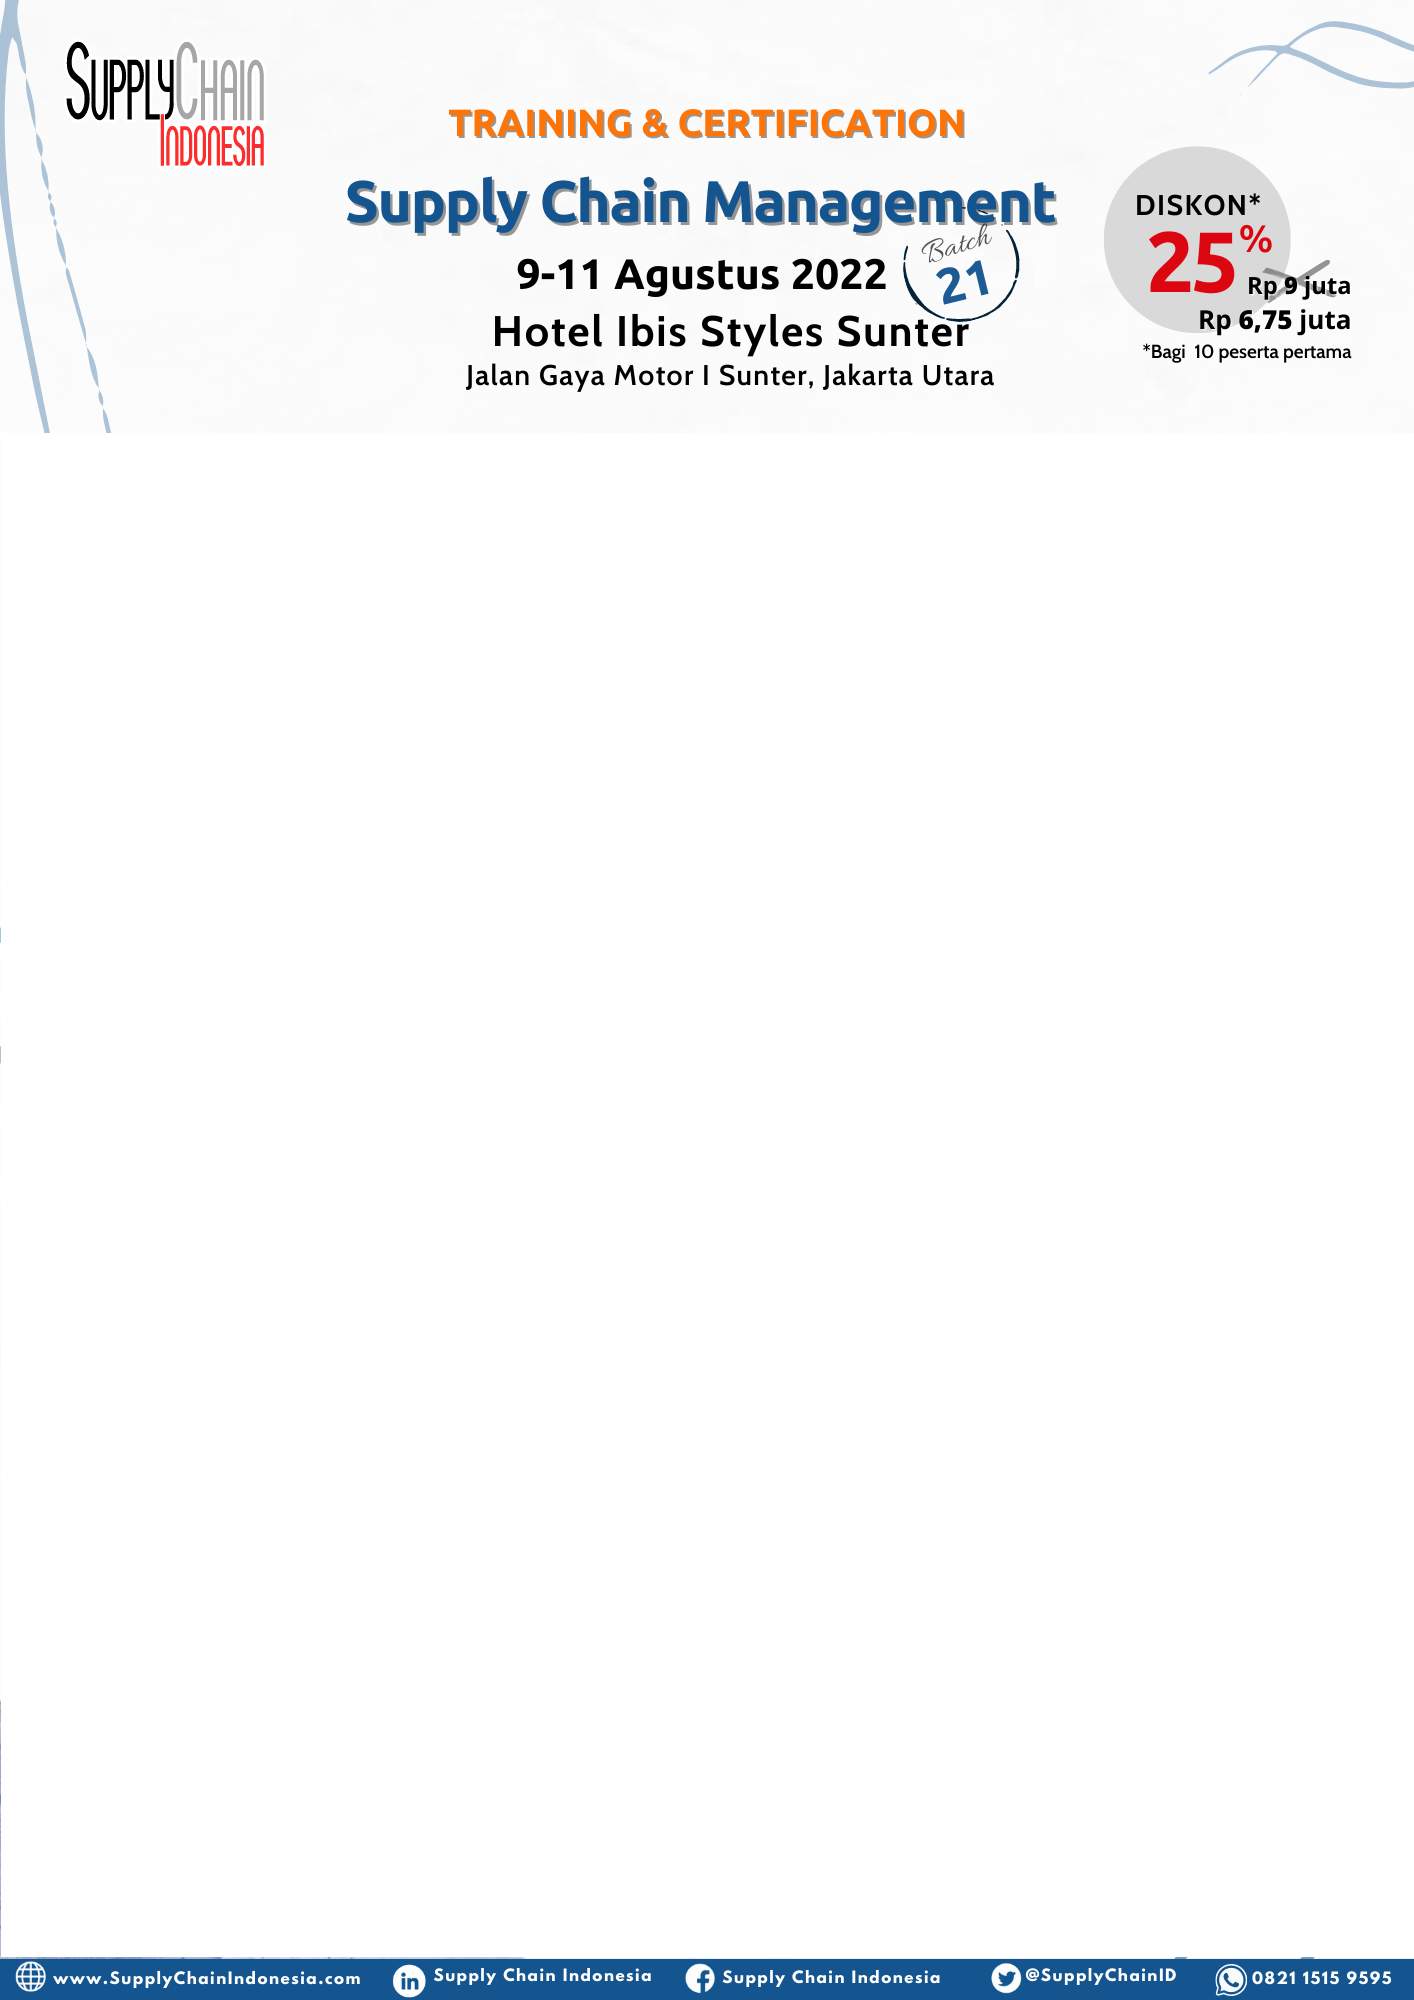 SUPPLYCHAIN
INDONESIA
TRAINING & CERTIFICATION
Supply Chain Management
Batch
21
9-11 Agustus 2022
Hotel Ibis Styles Sunter
Jalan Gaya Motor I Sunter, Jakarta Utara
DISKON*
25%
Rp 9 juta
Rp 6,75 juta
*Bagi 10 peserta pertama
www.SupplyChainIndonesia.com
Supply Chain Indonesia
Supply Chain Indonesia
@SupplyChainID
0821 1515 9595